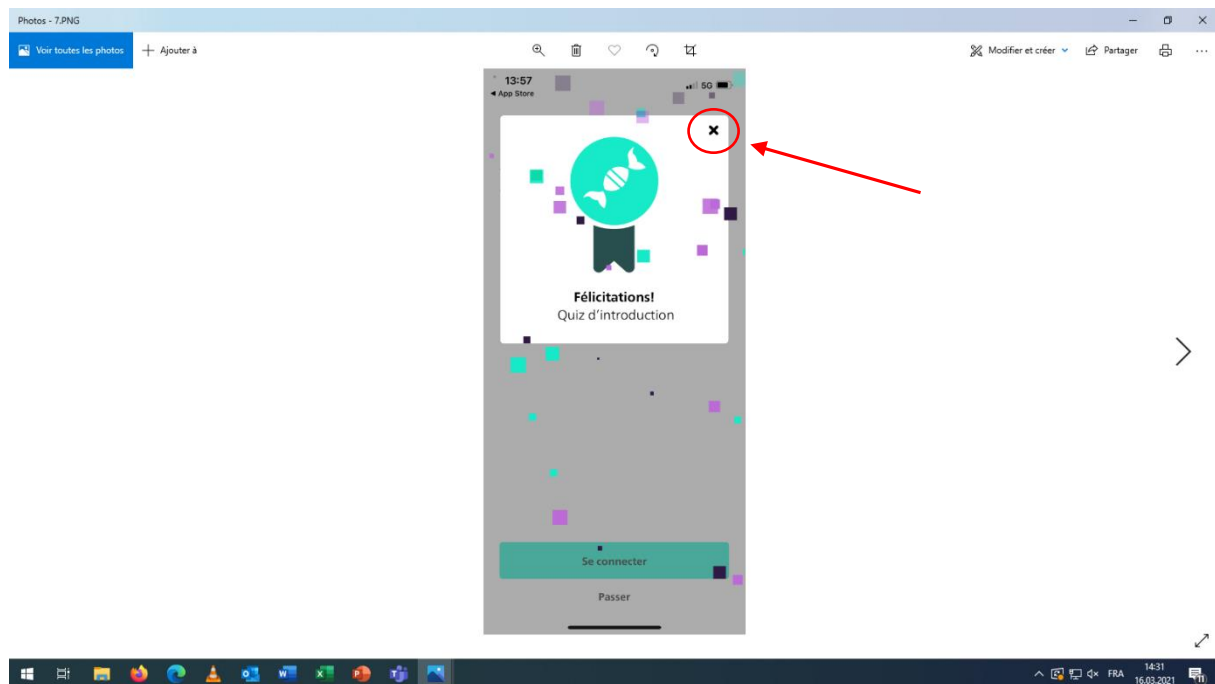 Photos - 7.PNG
Voir toutes les photos
Ajouter à
Modifier et créer
Partager
13:57
5G
App Store
Félicitations!
Quiz d'introduction
Se connecter
Passer
FRA
14:31
16.03.2021